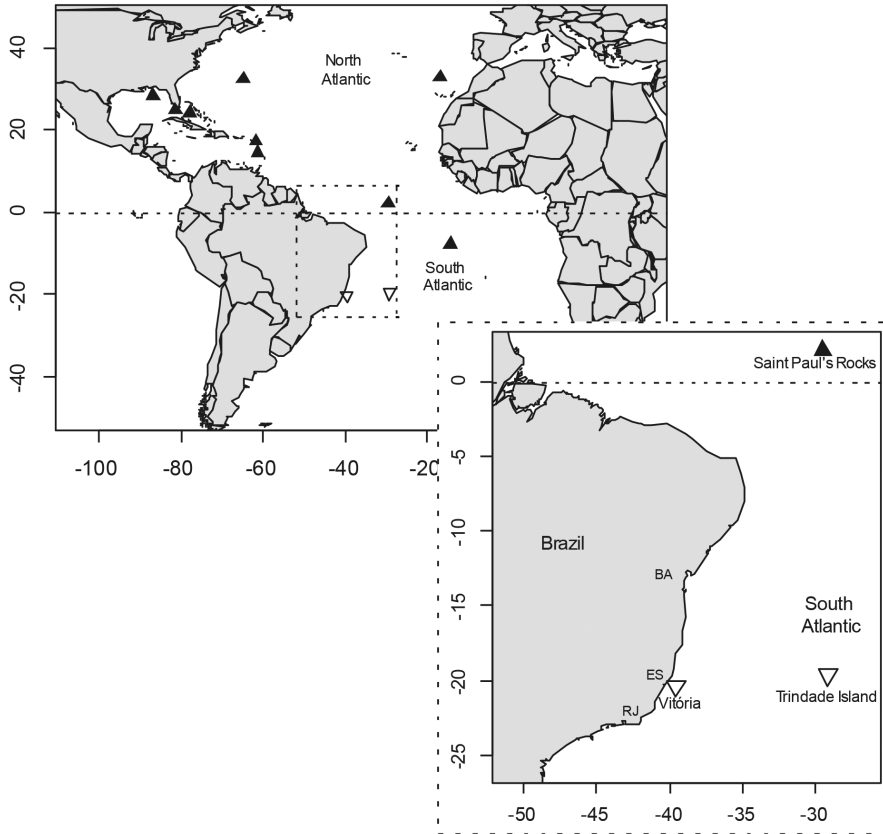 40
20
0
-20
-40
North
Atlantic
South
Atlantic
-100
-80
-60
-40
-20
0
-5
-10
-15
-20
-25
Saint Paul's Rocks
Brazil
BA
South
Atlantic
ES
Vitória
Trindade Island
RJ
-50
-45
-40
-35
-30